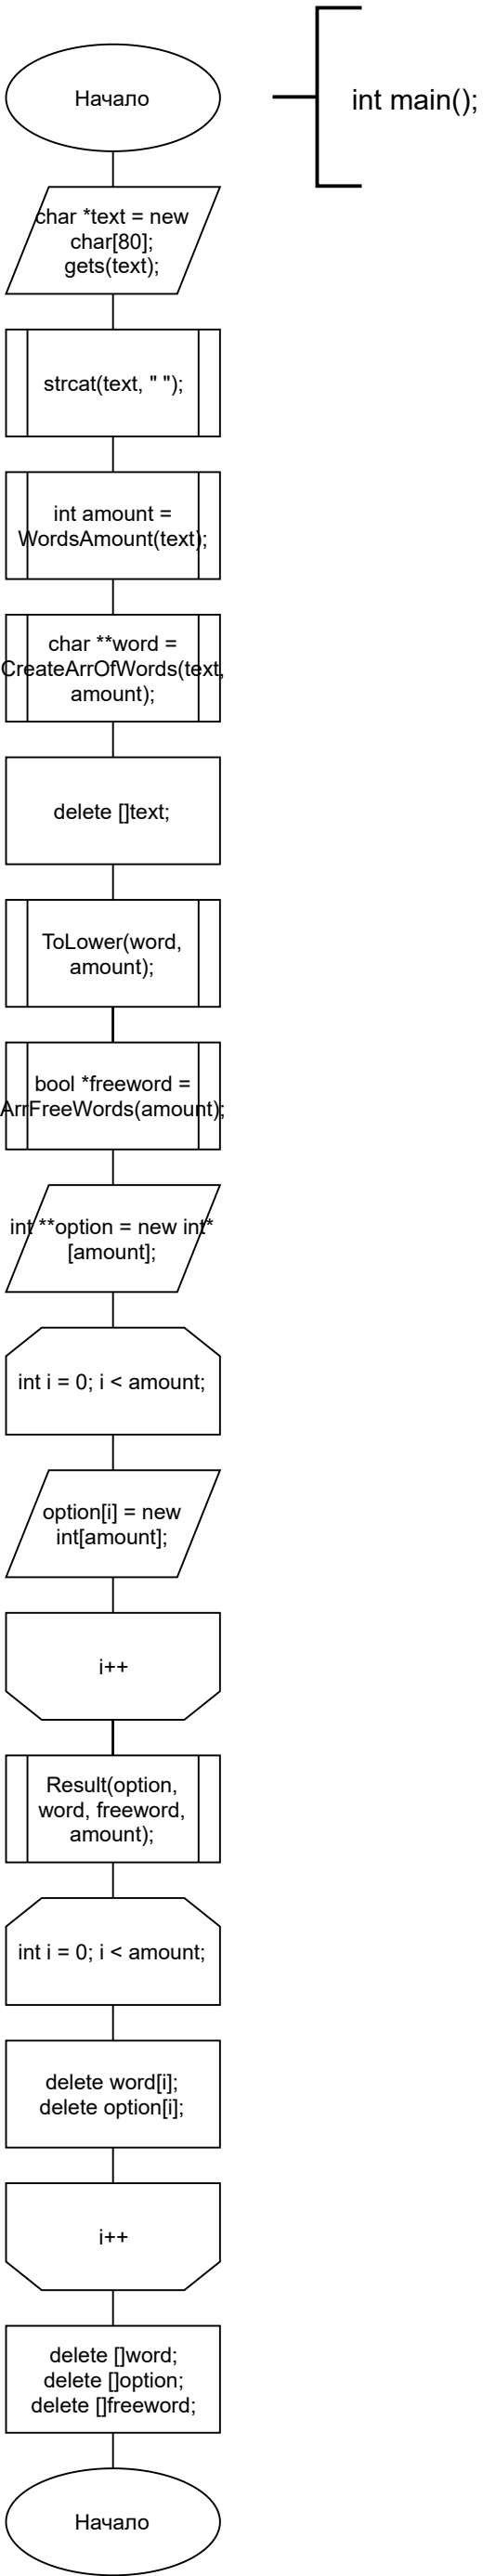 Начало
int main();
char *text = new
char[80];
gets(text);
strcat(text, " ");
int amount =
WordsAmount(text);
char **word =
CreateArrOfWords(text,
amount);
delete []text;
ToLower(word,
amount);
bool *freeword =
ArrFreeWords(amount);
int **option = new int*
[amount];
int i = 0; i < amount;
option[i] = new
int[amount];
i++
Result(option,
word, freeword,
amount);
int i = 0; i < amount;
delete word[i];
delete option[i];
i++
delete []word;
delete []option;
delete []freeword;
Начало